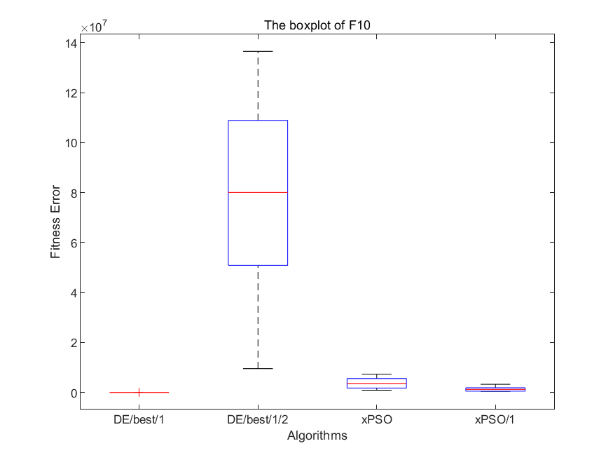 The boxplot of F10
×10⁷
14
12
10
8
6
4
2
0
Fitness Error
DE/best/1 DE/best/1/2 xPSO xPSO/1
Algorithms